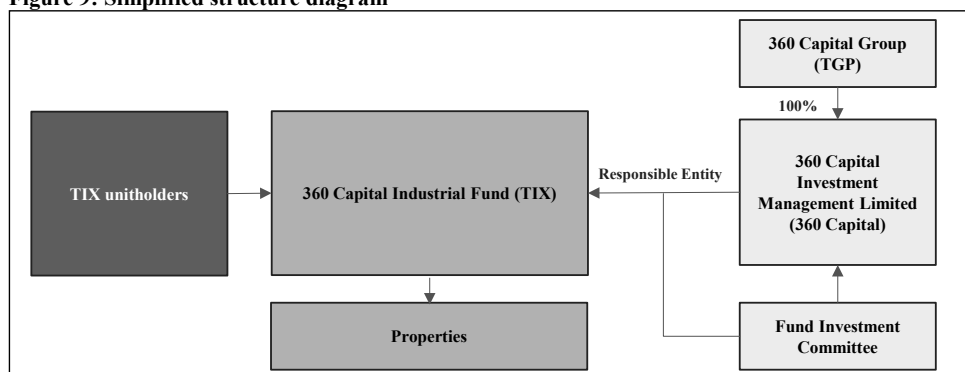 Figure 9: Simplified structure diagram
360 Capital Group
(TGP)
100%
TIX unitholders
360 Capital Industrial Fund (TIX)
Responsible Entity
360 Capital
Investment
Management Limited
(360 Capital)
Properties
Fund Investment
Committee